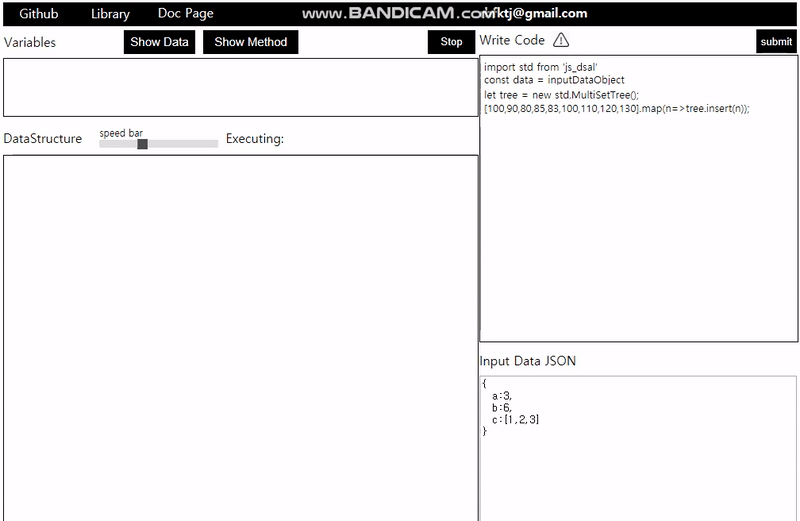 Github Library Doc Page www.BANDICAM.com ktj@gmail.com
Variables Show Data Show Method Stop
DataStructure speed bar Executing:
Write Code submit
import std from 'js_dsal'
const data = inputDataObject
let tree = new std.MultiSetTree();
[100,90,80,85,83,100,110,120,130].map(n=>tree.insert(n));
Input Data JSON
{
a:3,
b:6,
c:[1,2,3]
}